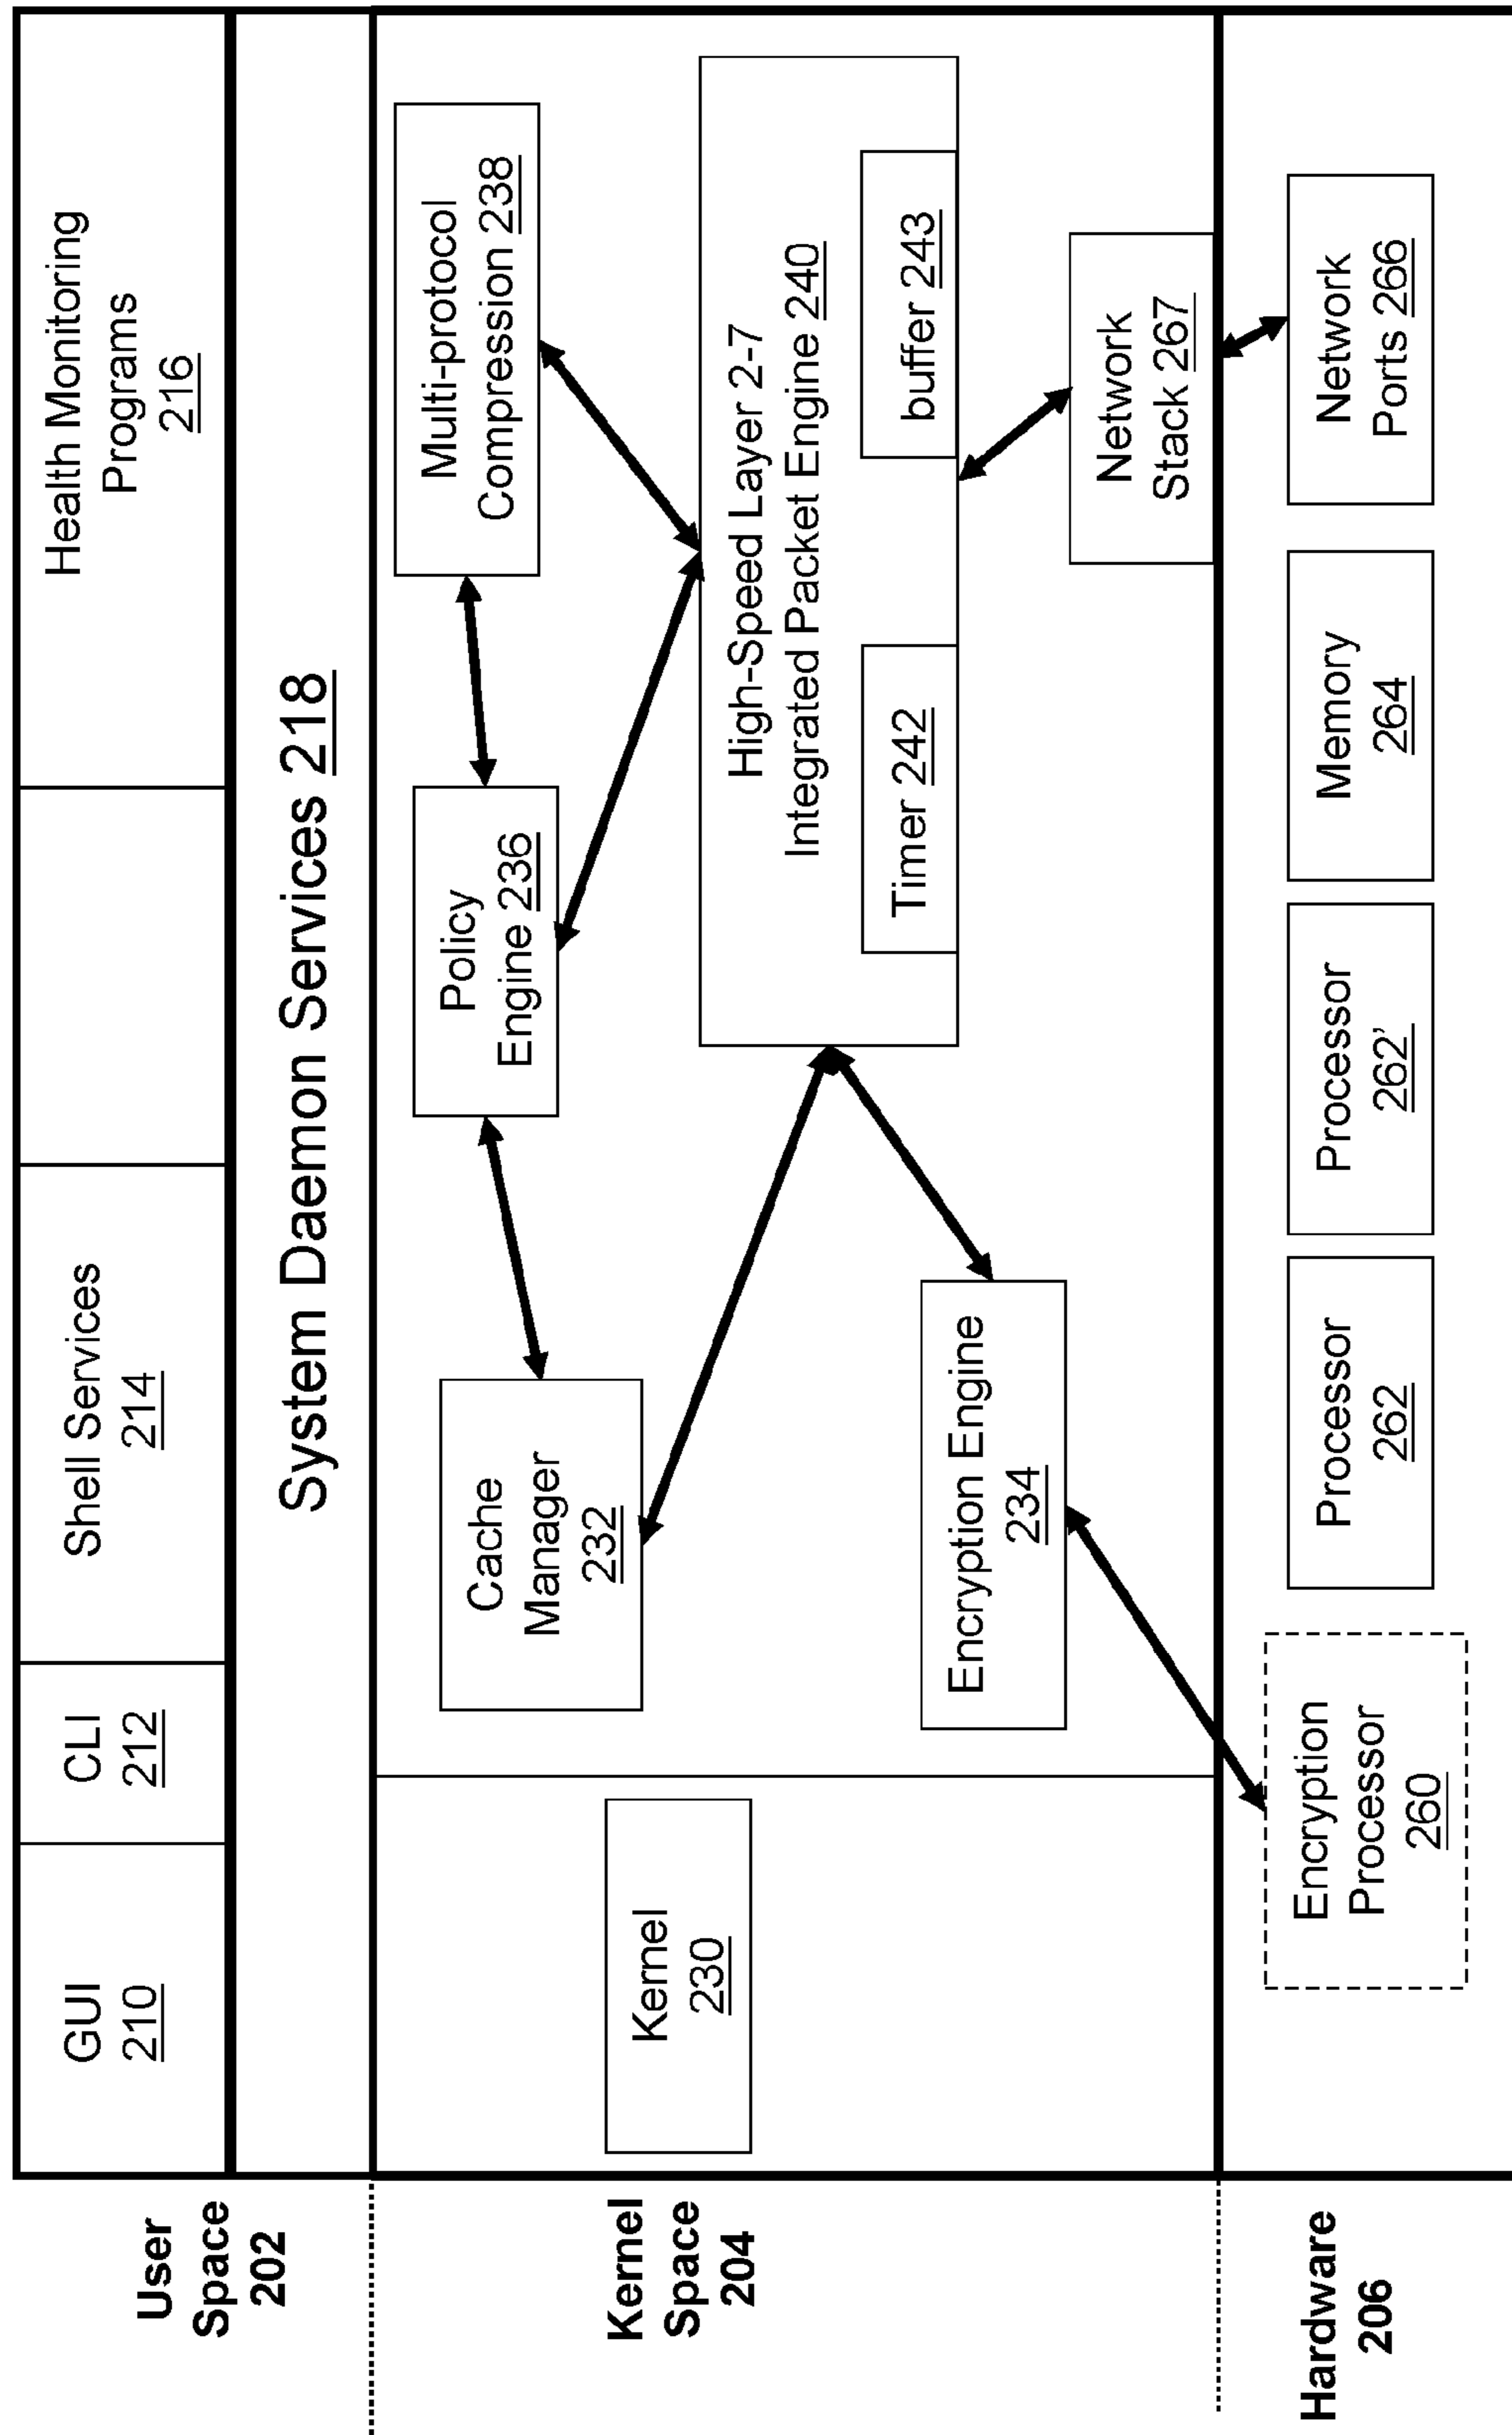 User
Space
202
GUI
210
CLI
212
Shell Services
214
Health Monitoring
Programs
216
System Daemon Services 218
Kernel
Space
204
Kernel
230
Cache
Manager
232
Policy
Engine 236
Multi-protocol
Compression 238
High-Speed Layer 2-7
Integrated Packet Engine 240
Timer 242
buffer 243
Encryption Engine
234
Network
Stack 267
Hardware
206
Encryption
Processor
260
Processor
262
Processor
262’
Memory
264
Network
Ports 266